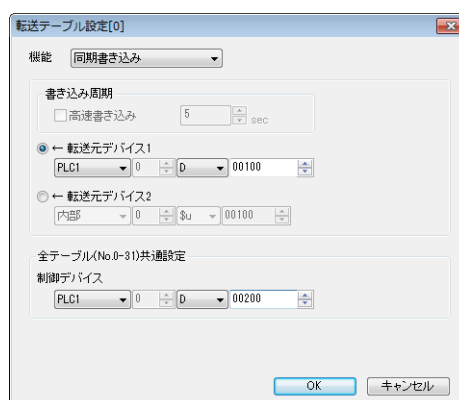 転送テーブル設定[0]
機能 同期書き込み
書き込み周期
高速書き込み 5 sec
← 転送元デバイス1
PLC1 0 D 00100
← 転送元デバイス2
内部 0 $u 00100
全テーブル(No.0-31)共通設定
制御デバイス
PLC1 0 D 00200
OK キャンセル